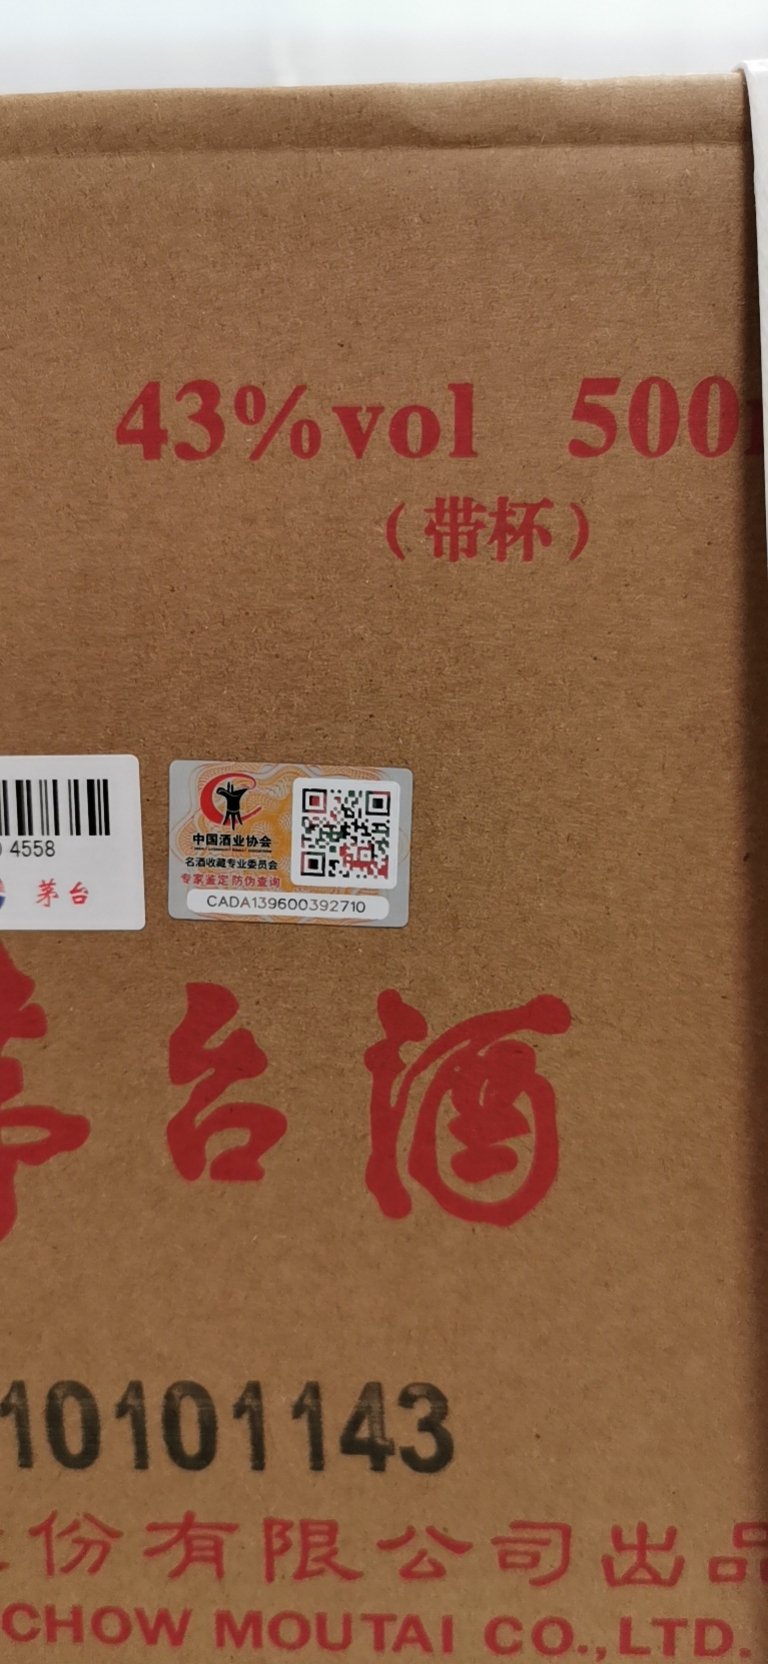 43%vol 500
（带杯）
4558
茅台
中国酒业协会
名酒收藏专业委员会
专家鉴定 防伪查询
CADA139600392710
台酒
10101143
份有限公司出品
CHOW MOUTAI CO.,LTD.